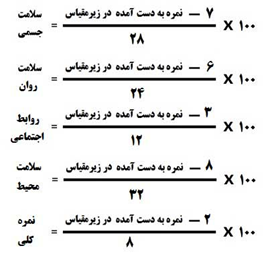 سلامت جسمی = نمره به دست آمده در زیرمقیاس — ۷ / ۲۸ X ۱۰۰
سلامت روان = نمره به دست آمده در زیرمقیاس — ۶ / ۲۴ X ۱۰۰
روابط اجتماعی = نمره به دست آمده در زیرمقیاس — ۳ / ۱۲ X ۱۰۰
سلامت محیط = نمره به دست آمده در زیرمقیاس — ۸ / ۳۲ X ۱۰۰
نمره کلی = نمره به دست آمده در زیرمقیاس — ۲ / ۸ X ۱۰۰